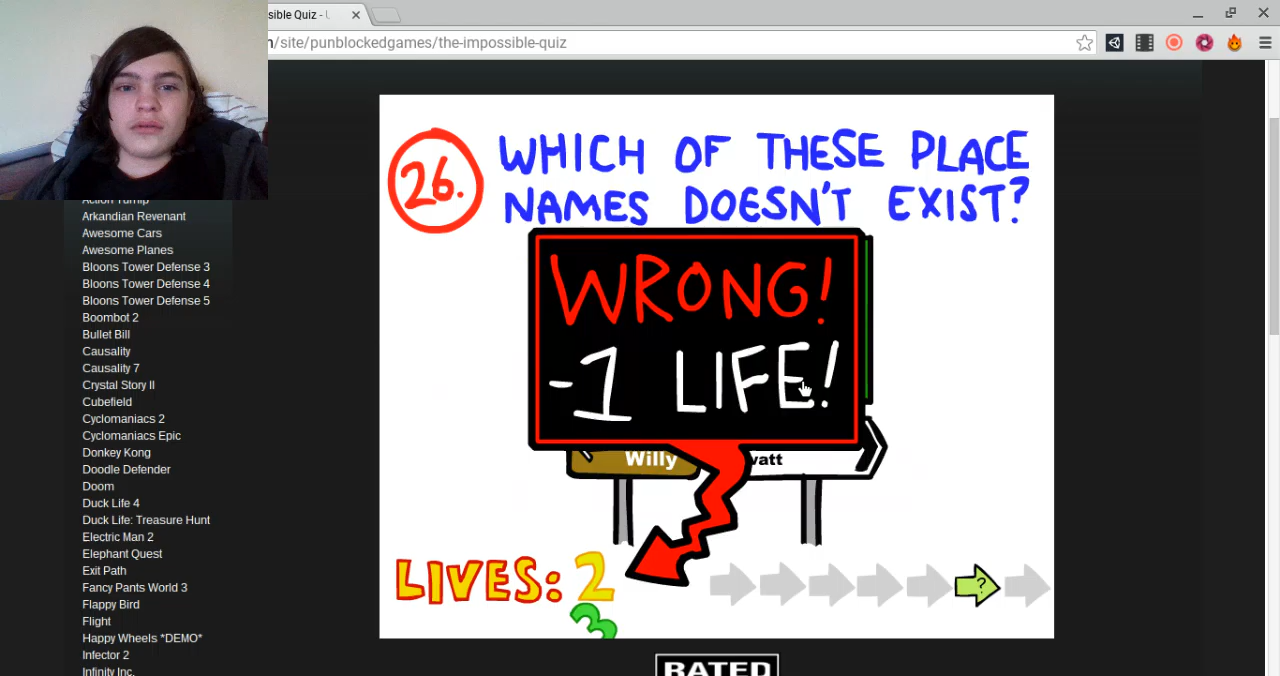 sible Quiz - U
/site/punblockedgames/the-impossible-quiz
Arkandian Revenant
Awesome Cars
Awesome Planes
Bloons Tower Defense 3
Bloons Tower Defense 4
Bloons Tower Defense 5
Boombot 2
Bullet Bill
Causality
Causality 7
Crystal Story II
Cubefield
Cyclomaniacs 2
Cyclomaniacs Epic
Donkey Kong
Doodle Defender
Doom
Duck Life 4
Duck Life: Treasure Hunt
Electric Man 2
Elephant Quest
Exit Path
Fancy Pants World 3
Flappy Bird
Flight
Happy Wheels *DEMO*
Infector 2
Infinity Inc.
26.
WHICH OF THESE PLACE
NAMES DOESN'T EXIST?
WRONG!
-1 LIFE!
Willy
vatt
LIVES: 2
3
?
RATED